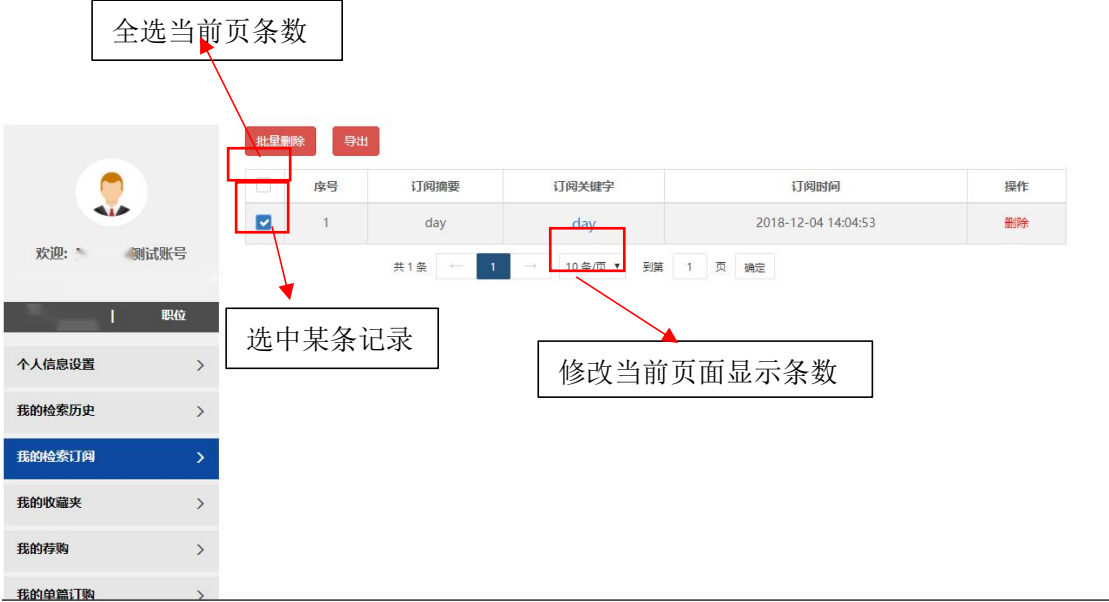 全选当前页条数
批量删除 导出
序号 订阅摘要 订阅关键字 订阅时间 操作
1 day day 2018-12-04 14:04:53 删除
共 1 条 ← 1 → 10 条/页 ▼ 到第 1 页 确定
选中某条记录
修改当前页面显示条数
欢迎: 测试账号
| 职位
个人信息设置 >
我的检索历史 >
我的检索订阅 >
我的收藏夹 >
我的荐购 >
我的单篇订购 >